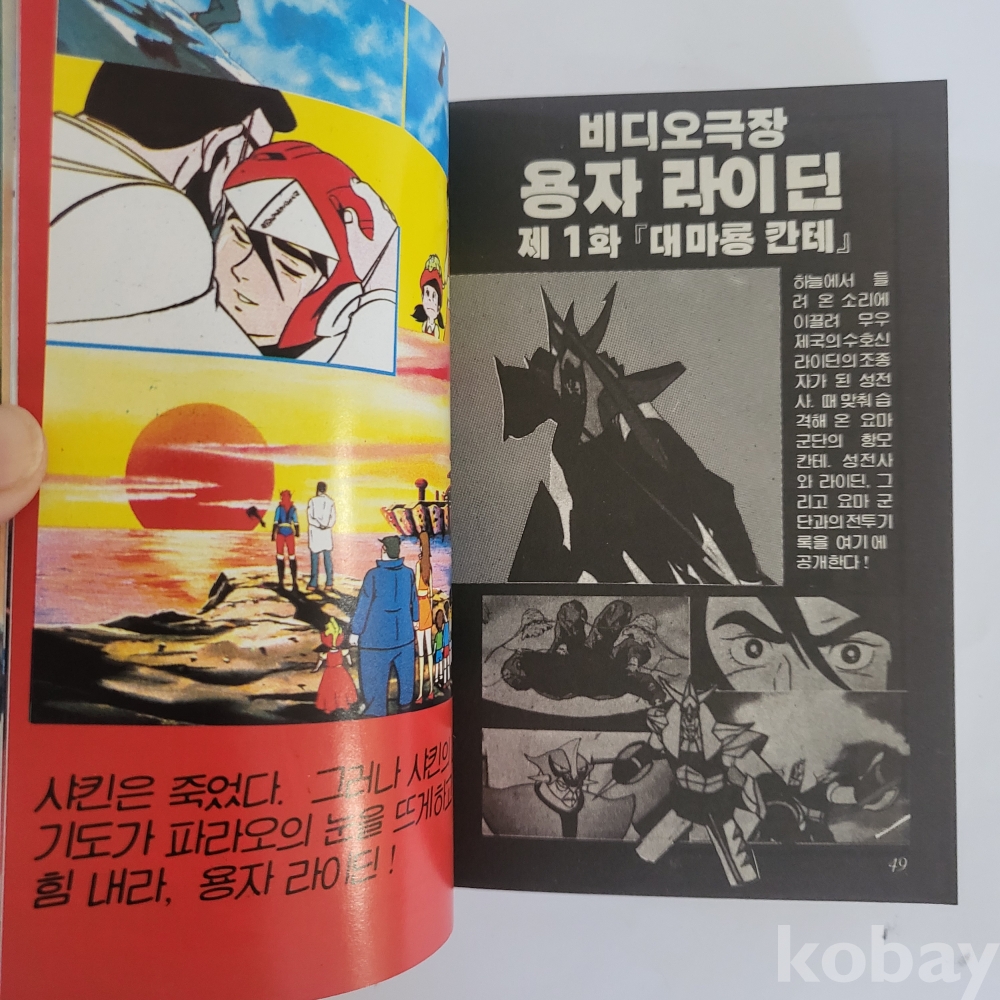 샤킨은 죽었다. 그러나 샤킨의
기도가 파라오의 눈을 뜨게하고
힘 내라, 용자 라이딘!
비디오극장
용자 라이딘
제 1화 『대마룡 칸테』
하늘에서 들
려 온 소리에
이끌려 무우
제국의 수호신
라이딘의 조종
자가 된 성전
사. 때 맞춰 습
격해 온 요마
군단의 황모
칸테. 성전사
와 라이딘. 그
리고 요마 군
단과의 전투기
록을 여기에
공개한다!
49
kobay